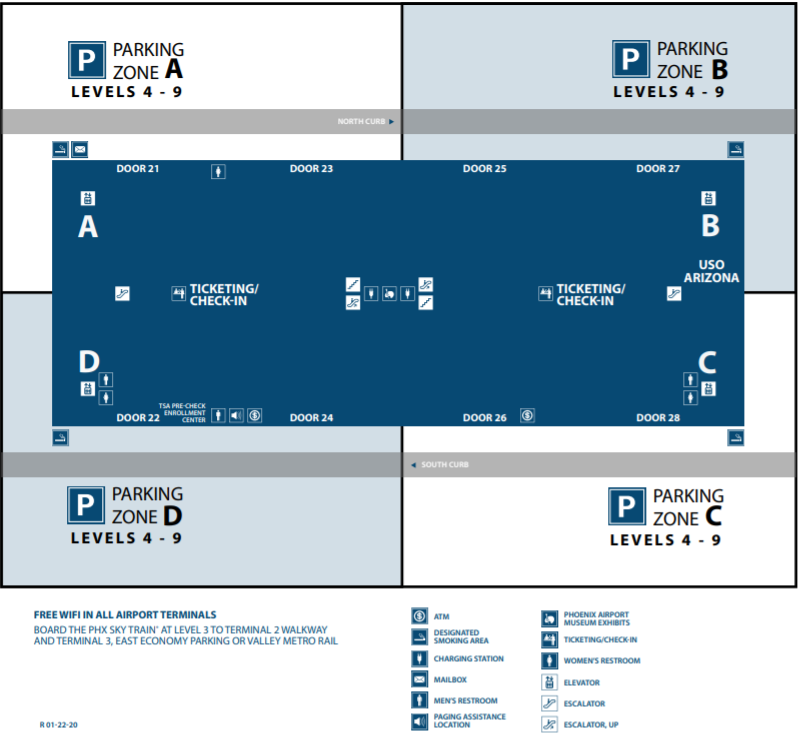 P PARKING
ZONE A
LEVELS 4 - 9
P PARKING
ZONE B
LEVELS 4 - 9
NORTH CURB
DOOR 21
DOOR 23
DOOR 25
DOOR 27
A
B
USO
ARIZONA
TICKETING/
CHECK-IN
TICKETING/
CHECK-IN
D
C
DOOR 22
TSA PRE-CHECK
ENROLLMENT
CENTER
DOOR 24
DOOR 26
DOOR 28
SOUTH CURB
P PARKING
ZONE D
LEVELS 4 - 9
P PARKING
ZONE C
LEVELS 4 - 9
FREE WIFI IN ALL AIRPORT TERMINALS
BOARD THE PHX SKY TRAIN® AT LEVEL 3 TO TERMINAL 2 WALKWAY
AND TERMINAL 3, EAST ECONOMY PARKING OR VALLEY METRO RAIL
R 01-22-20
ATM
DESIGNATED
SMOKING AREA
CHARGING STATION
MAILBOX
MEN'S RESTROOM
PAGING ASSISTANCE
LOCATION
PHOENIX AIRPORT
MUSEUM EXHIBITS
TICKETING/CHECK-IN
WOMEN'S RESTROOM
ELEVATOR
ESCALATOR
ESCALATOR, UP